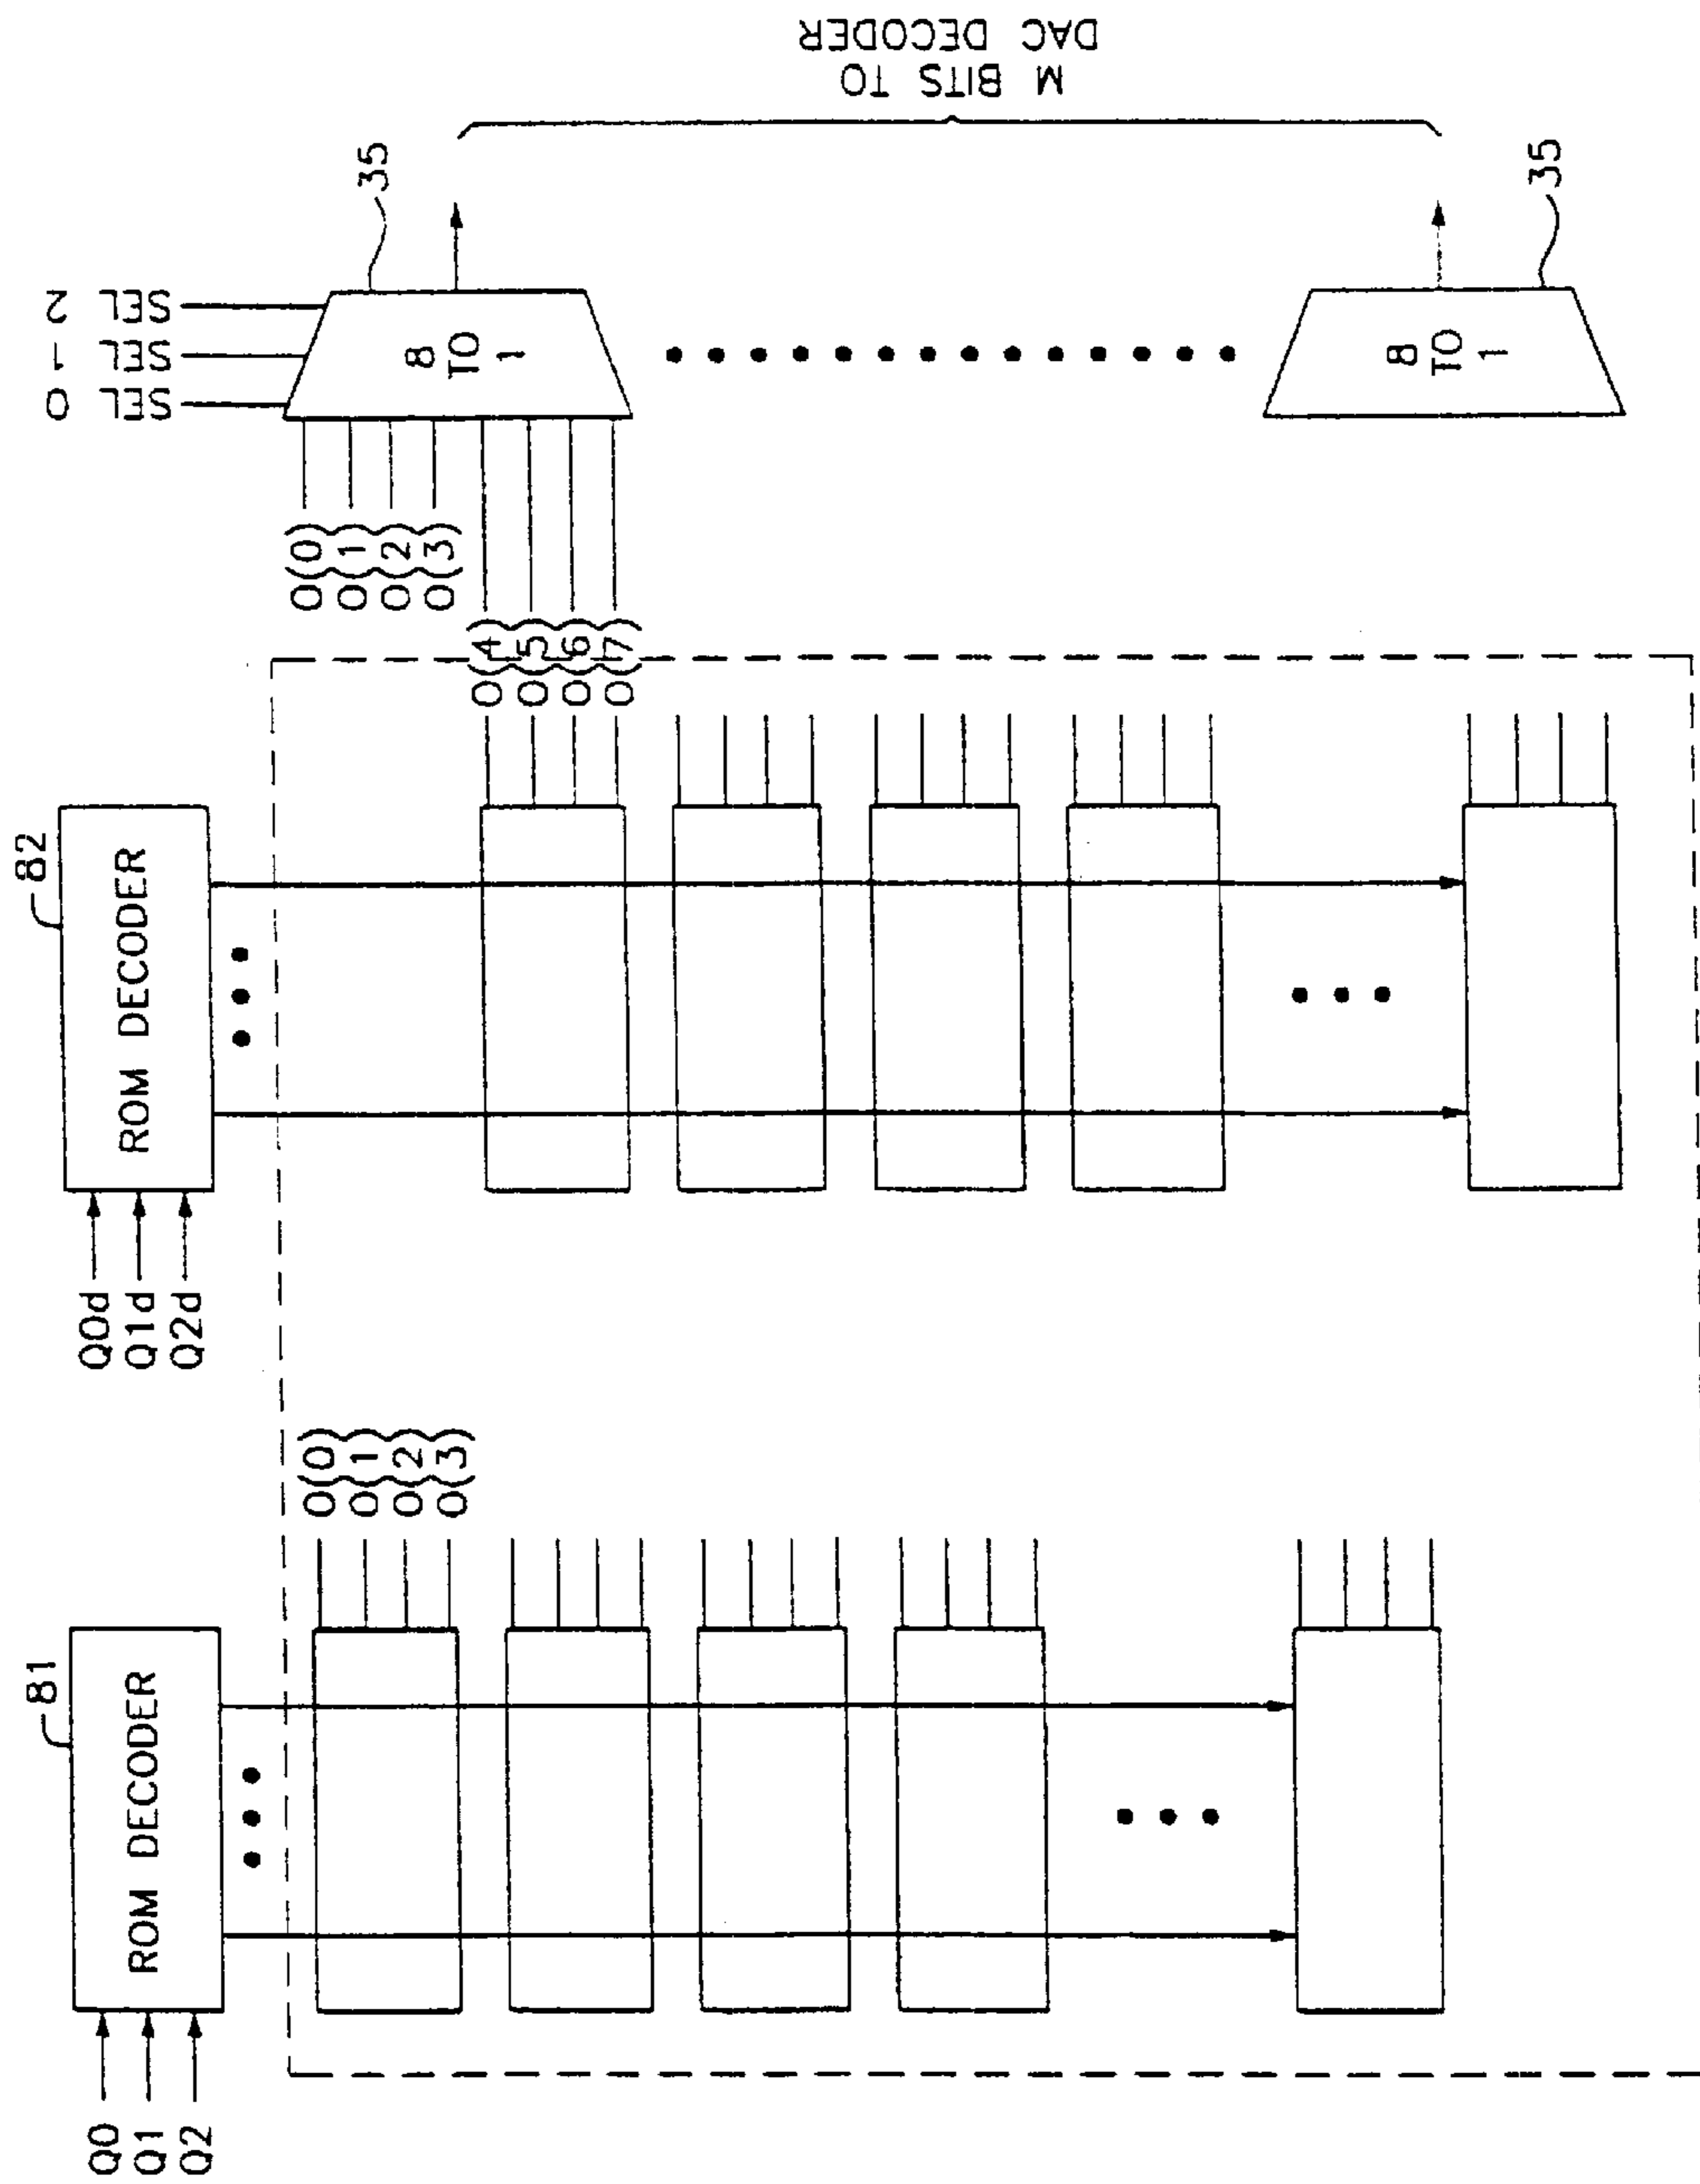 Q0
Q1
Q2
ROM DECODER
81
O(0)
O(1)
O(2)
O(3)
Q0d
Q1d
Q2d
ROM DECODER
82
O(4)
O(5)
O(6)
O(7)
O(0)
O(1)
O(2)
O(3)
SEL 0
SEL 1
SEL 2
8
TO
1
35
8
TO
1
35
M BITS TO
DAC DECODER